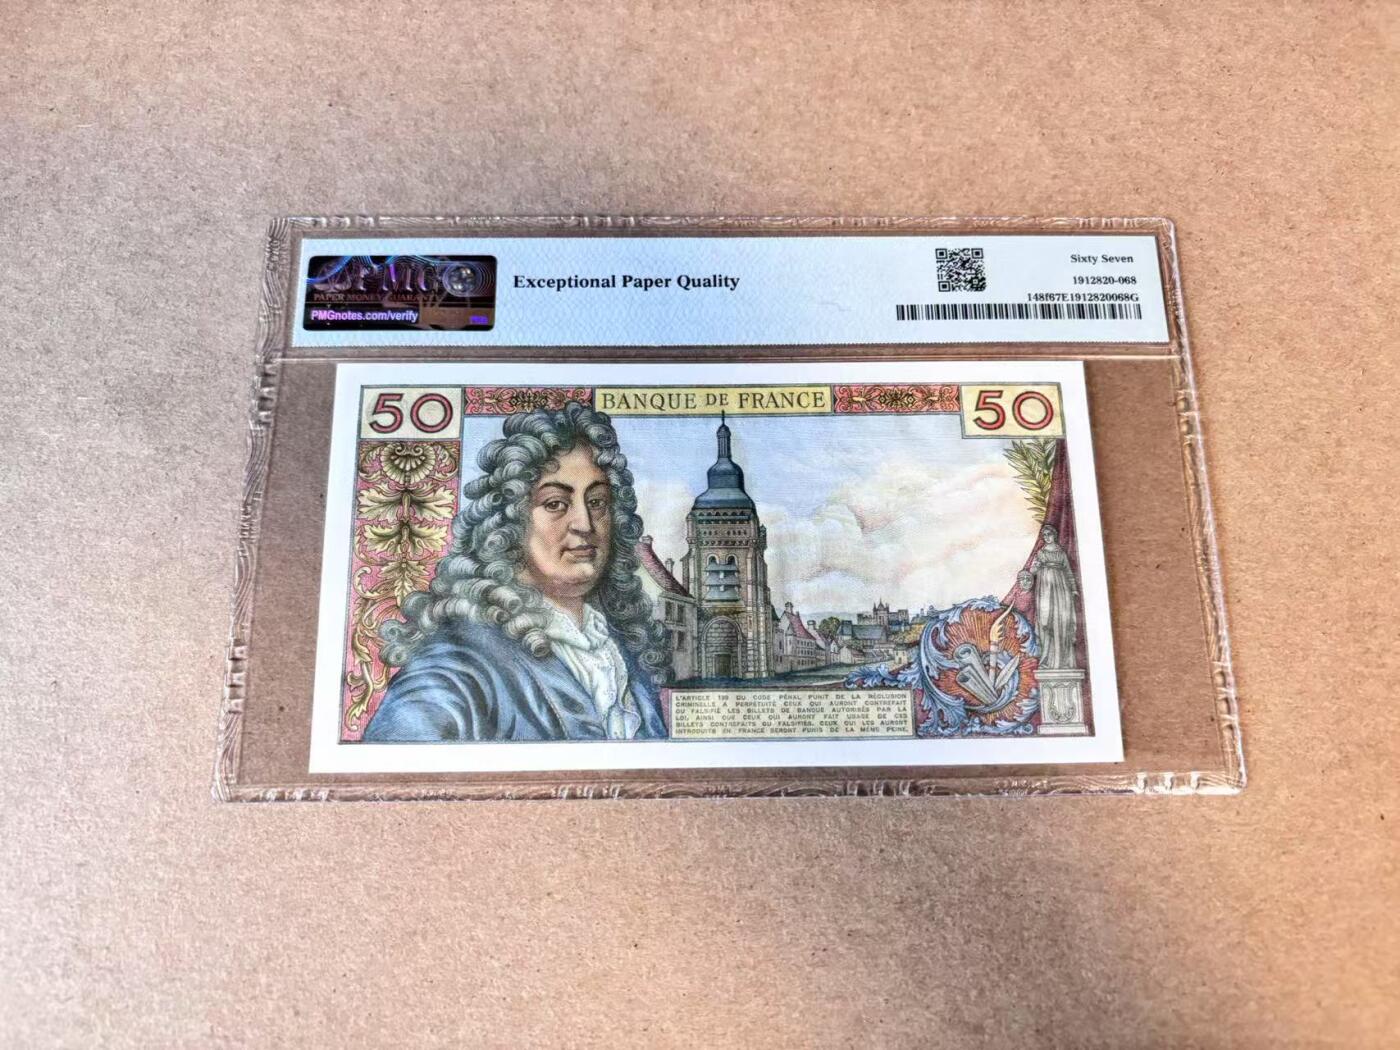 PMG
PAPER MONEY GUARANTY
PMGnotes.com/verify
Exceptional Paper Quality
Sixty Seven
1912820-068
148f67E1912820068G
50
BANQUE DE FRANCE
50
L'ARTICLE 139 DU CODE PÉNAL PUNIT DE LA RÉCLUSION
CRIMINELLE A PERPÉTUITÉ CEUX QUI AURONT CONTREFAIT
OU FALSIFIÉ LES BILLETS DE BANQUE AUTORISÉS PAR LA
LOI, AINSI QUE CEUX QUI AURONT FAIT USAGE DE CES
BILLETS CONTREFAITS OU FALSIFIÉS. CEUX QUI LES AURONT
INTRODUITS EN FRANCE SERONT PUNIS DE LA MÊME PEINE.